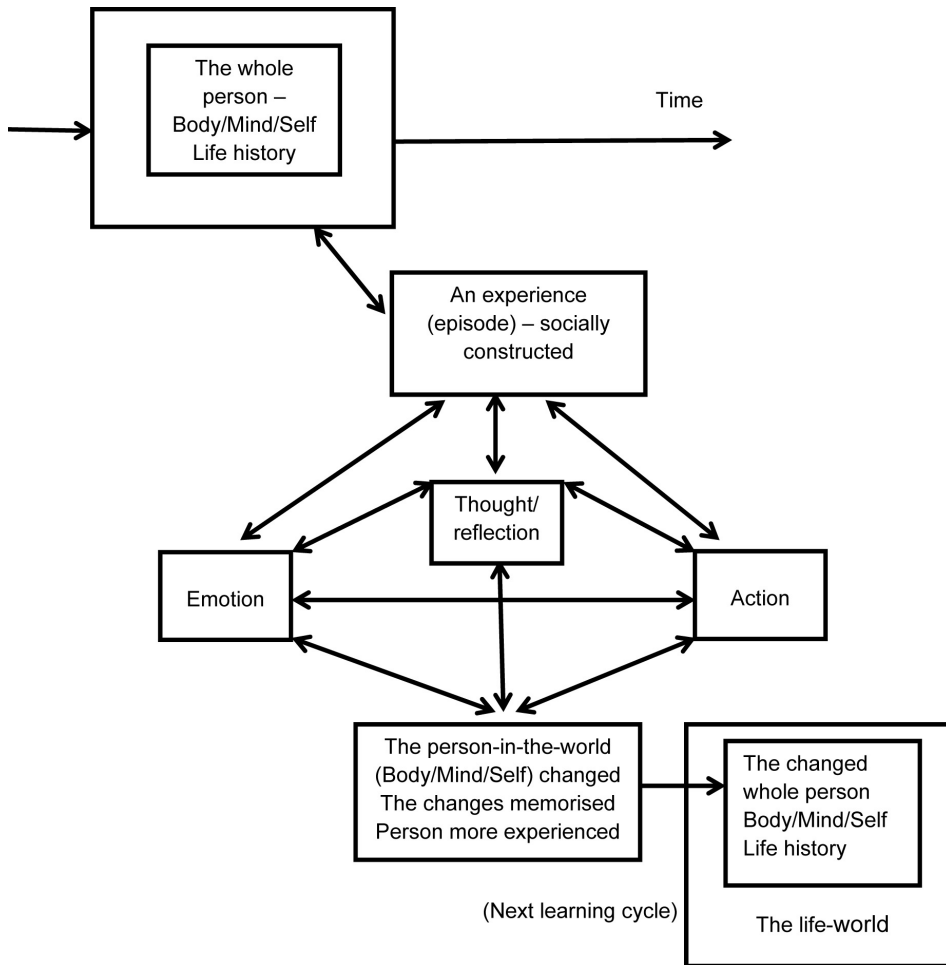 The whole
person –
Body/Mind/Self
Life history
Time
An experience
(episode) – socially
constructed
Thought/
reflection
Emotion
Action
The person-in-the-world
(Body/Mind/Self) changed
The changes memorised
Person more experienced
The changed
whole person
Body/Mind/Self
Life history
(Next learning cycle)
The life-world